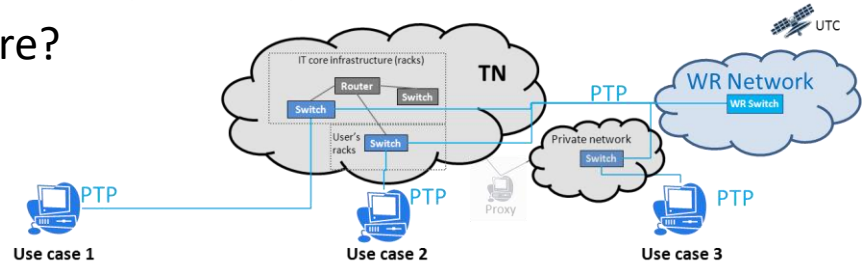 re?
UTC
IT core infrastructure (racks)
TN
Router
Switch
Switch
PTP
WR Network
WR Switch
User's
racks
Switch
Private network
Switch
PTP
PTP
Proxy
PTP
Use case 1
Use case 2
Use case 3